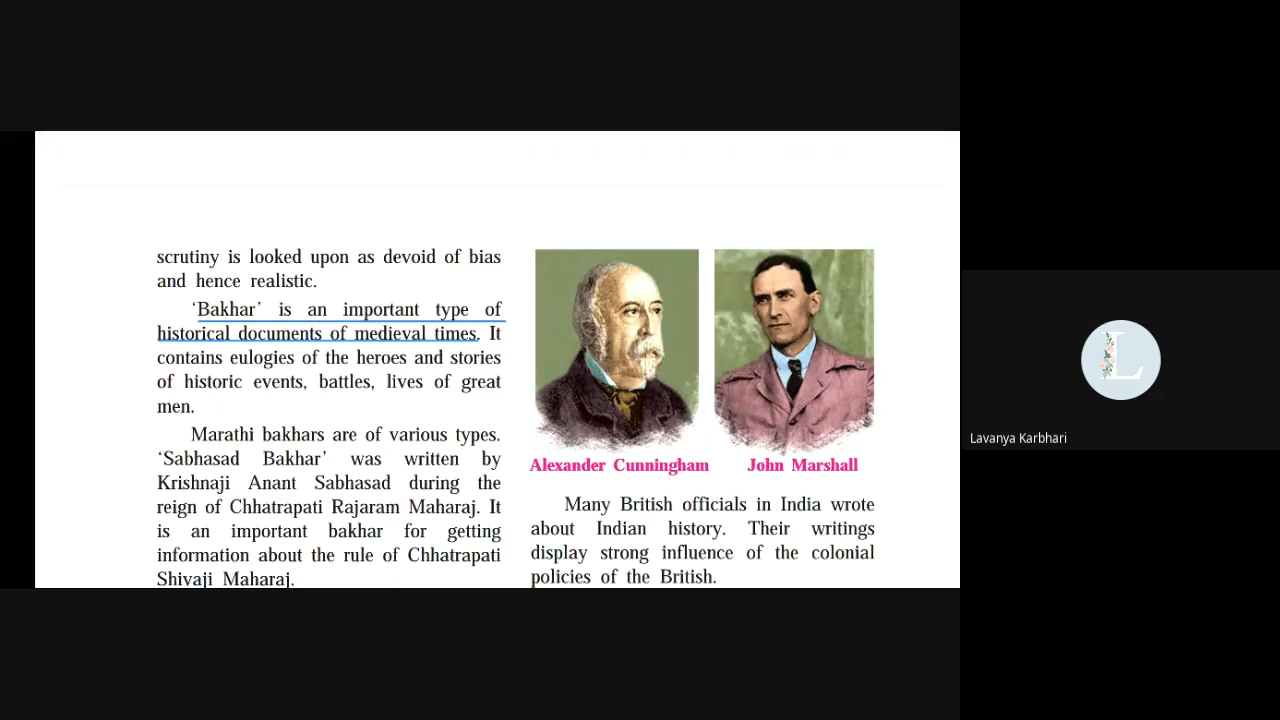 scrutiny is looked upon as devoid of bias
and hence realistic.
‘Bakhar’ is an important type of
historical documents of medieval times. It
contains eulogies of the heroes and stories
of historic events, battles, lives of great
men.
Marathi bakhars are of various types.
‘Sabhasad Bakhar’ was written by
Krishnaji Anant Sabhasad during the
reign of Chhatrapati Rajaram Maharaj. It
is an important bakhar for getting
information about the rule of Chhatrapati
Shivaji Maharaj.
Alexander Cunningham
John Marshall
Many British officials in India wrote
about Indian history. Their writings
display strong influence of the colonial
policies of the British.
L
Lavanya Karbhari